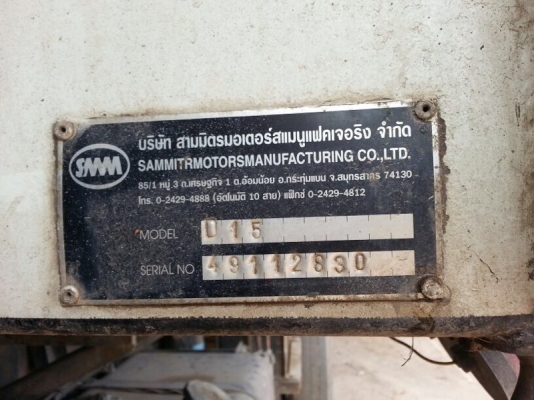 SMM
บริษัท สามมิตรมอเตอร์สแมนูแฟคเจอริง จำกัด
SAMMITRMOTORSMANUFACTURING CO.,LTD.
85/1 หมู่ 3 ถ.เศรษฐกิจ 1 ต.อ้อมน้อย อ.กระทุ่มแบน จ.สมุทรสาคร 74130
โทร. 0-2429-4888 (อัตโนมัติ 10 สาย) แฟ็กซ์ 0-2429-4812
MODEL D15
SERIAL NO 49112830